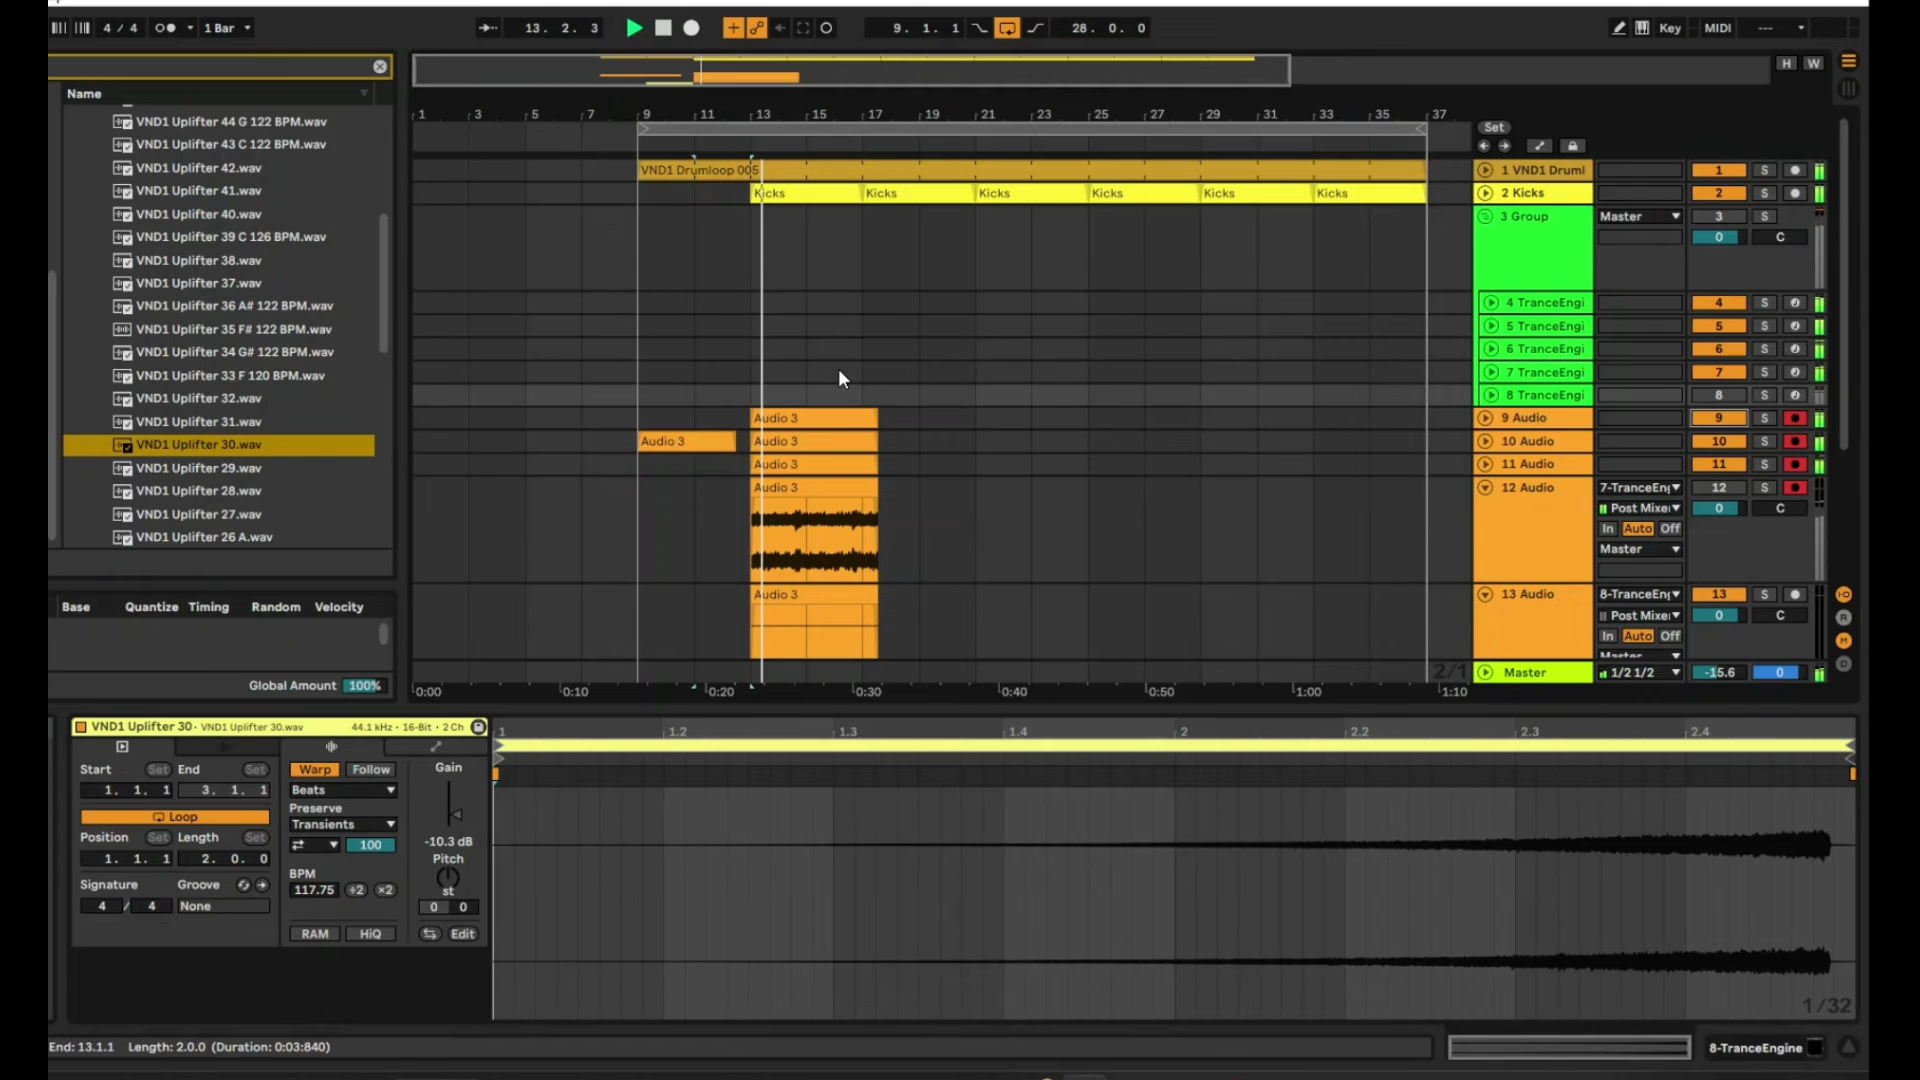 4 / 4 1 Bar 13. 2. 3 9. 1. 1 28. 0. 0 Key MIDI ---
H W
Name
VND1 Uplifter 44 G 122 BPM.wav
VND1 Uplifter 43 C 122 BPM.wav
VND1 Uplifter 42.wav
VND1 Uplifter 41.wav
VND1 Uplifter 40.wav
VND1 Uplifter 39 C 126 BPM.wav
VND1 Uplifter 38.wav
VND1 Uplifter 37.wav
VND1 Uplifter 36 A# 122 BPM.wav
VND1 Uplifter 35 F# 122 BPM.wav
VND1 Uplifter 34 G# 122 BPM.wav
VND1 Uplifter 33 F 120 BPM.wav
VND1 Uplifter 32.wav
VND1 Uplifter 31.wav
VND1 Uplifter 30.wav
VND1 Uplifter 29.wav
VND1 Uplifter 28.wav
VND1 Uplifter 27.wav
VND1 Uplifter 26 A.wav
Base Quantize Timing Random Velocity
Global Amount 100%
1 3 5 7 9 11 13 15 17 19 21 23 25 27 29 31 33 35 37
Set
VND1 Drumloop 005 1 VND1 Druml 1 S
Kicks Kicks Kicks Kicks Kicks Kicks 2 Kicks 2 S
3 Group Master 3 S
0 C
4 TranceEngi 4 S
5 TranceEngi 5 S
6 TranceEngi 6 S
7 TranceEngi 7 S
8 TranceEngi 8 S
Audio 3 9 Audio 9 S
Audio 3 Audio 3 10 Audio 10 S
Audio 3 11 Audio 11 S
Audio 3 12 Audio 7-TranceEng 12 S
Post Mixer 0 C
In Auto Off
Master
Audio 3 13 Audio 8-TranceEng 13 S
Post Mixer 0 C
In Auto Off
Master
2/1 Master 1/2 1/2 -15.6 0
0:00 0:10 0:20 0:30 0:40 0:50 1:00 1:10
R
M
D
VND1 Uplifter 30 · VND1 Uplifter 30.wav 44.1 kHz · 16-Bit · 2 Ch
Start Set End Set
1. 1. 1 3. 1. 1
Loop
Position Set Length Set
1. 1. 1 2. 0. 0
Signature Groove
4 / 4 None
Warp Follow
Beats
Preserve
Transients
100
BPM
117.75 ÷2 ×2
RAM HiQ
Gain
-10.3 dB
Pitch
st
0 0
Edit
1 1.2 1.3 1.4 2 2.2 2.3 2.4
1/32
End: 13.1.1 Length: 2.0.0 (Duration: 0:03:840)
8-TranceEngine